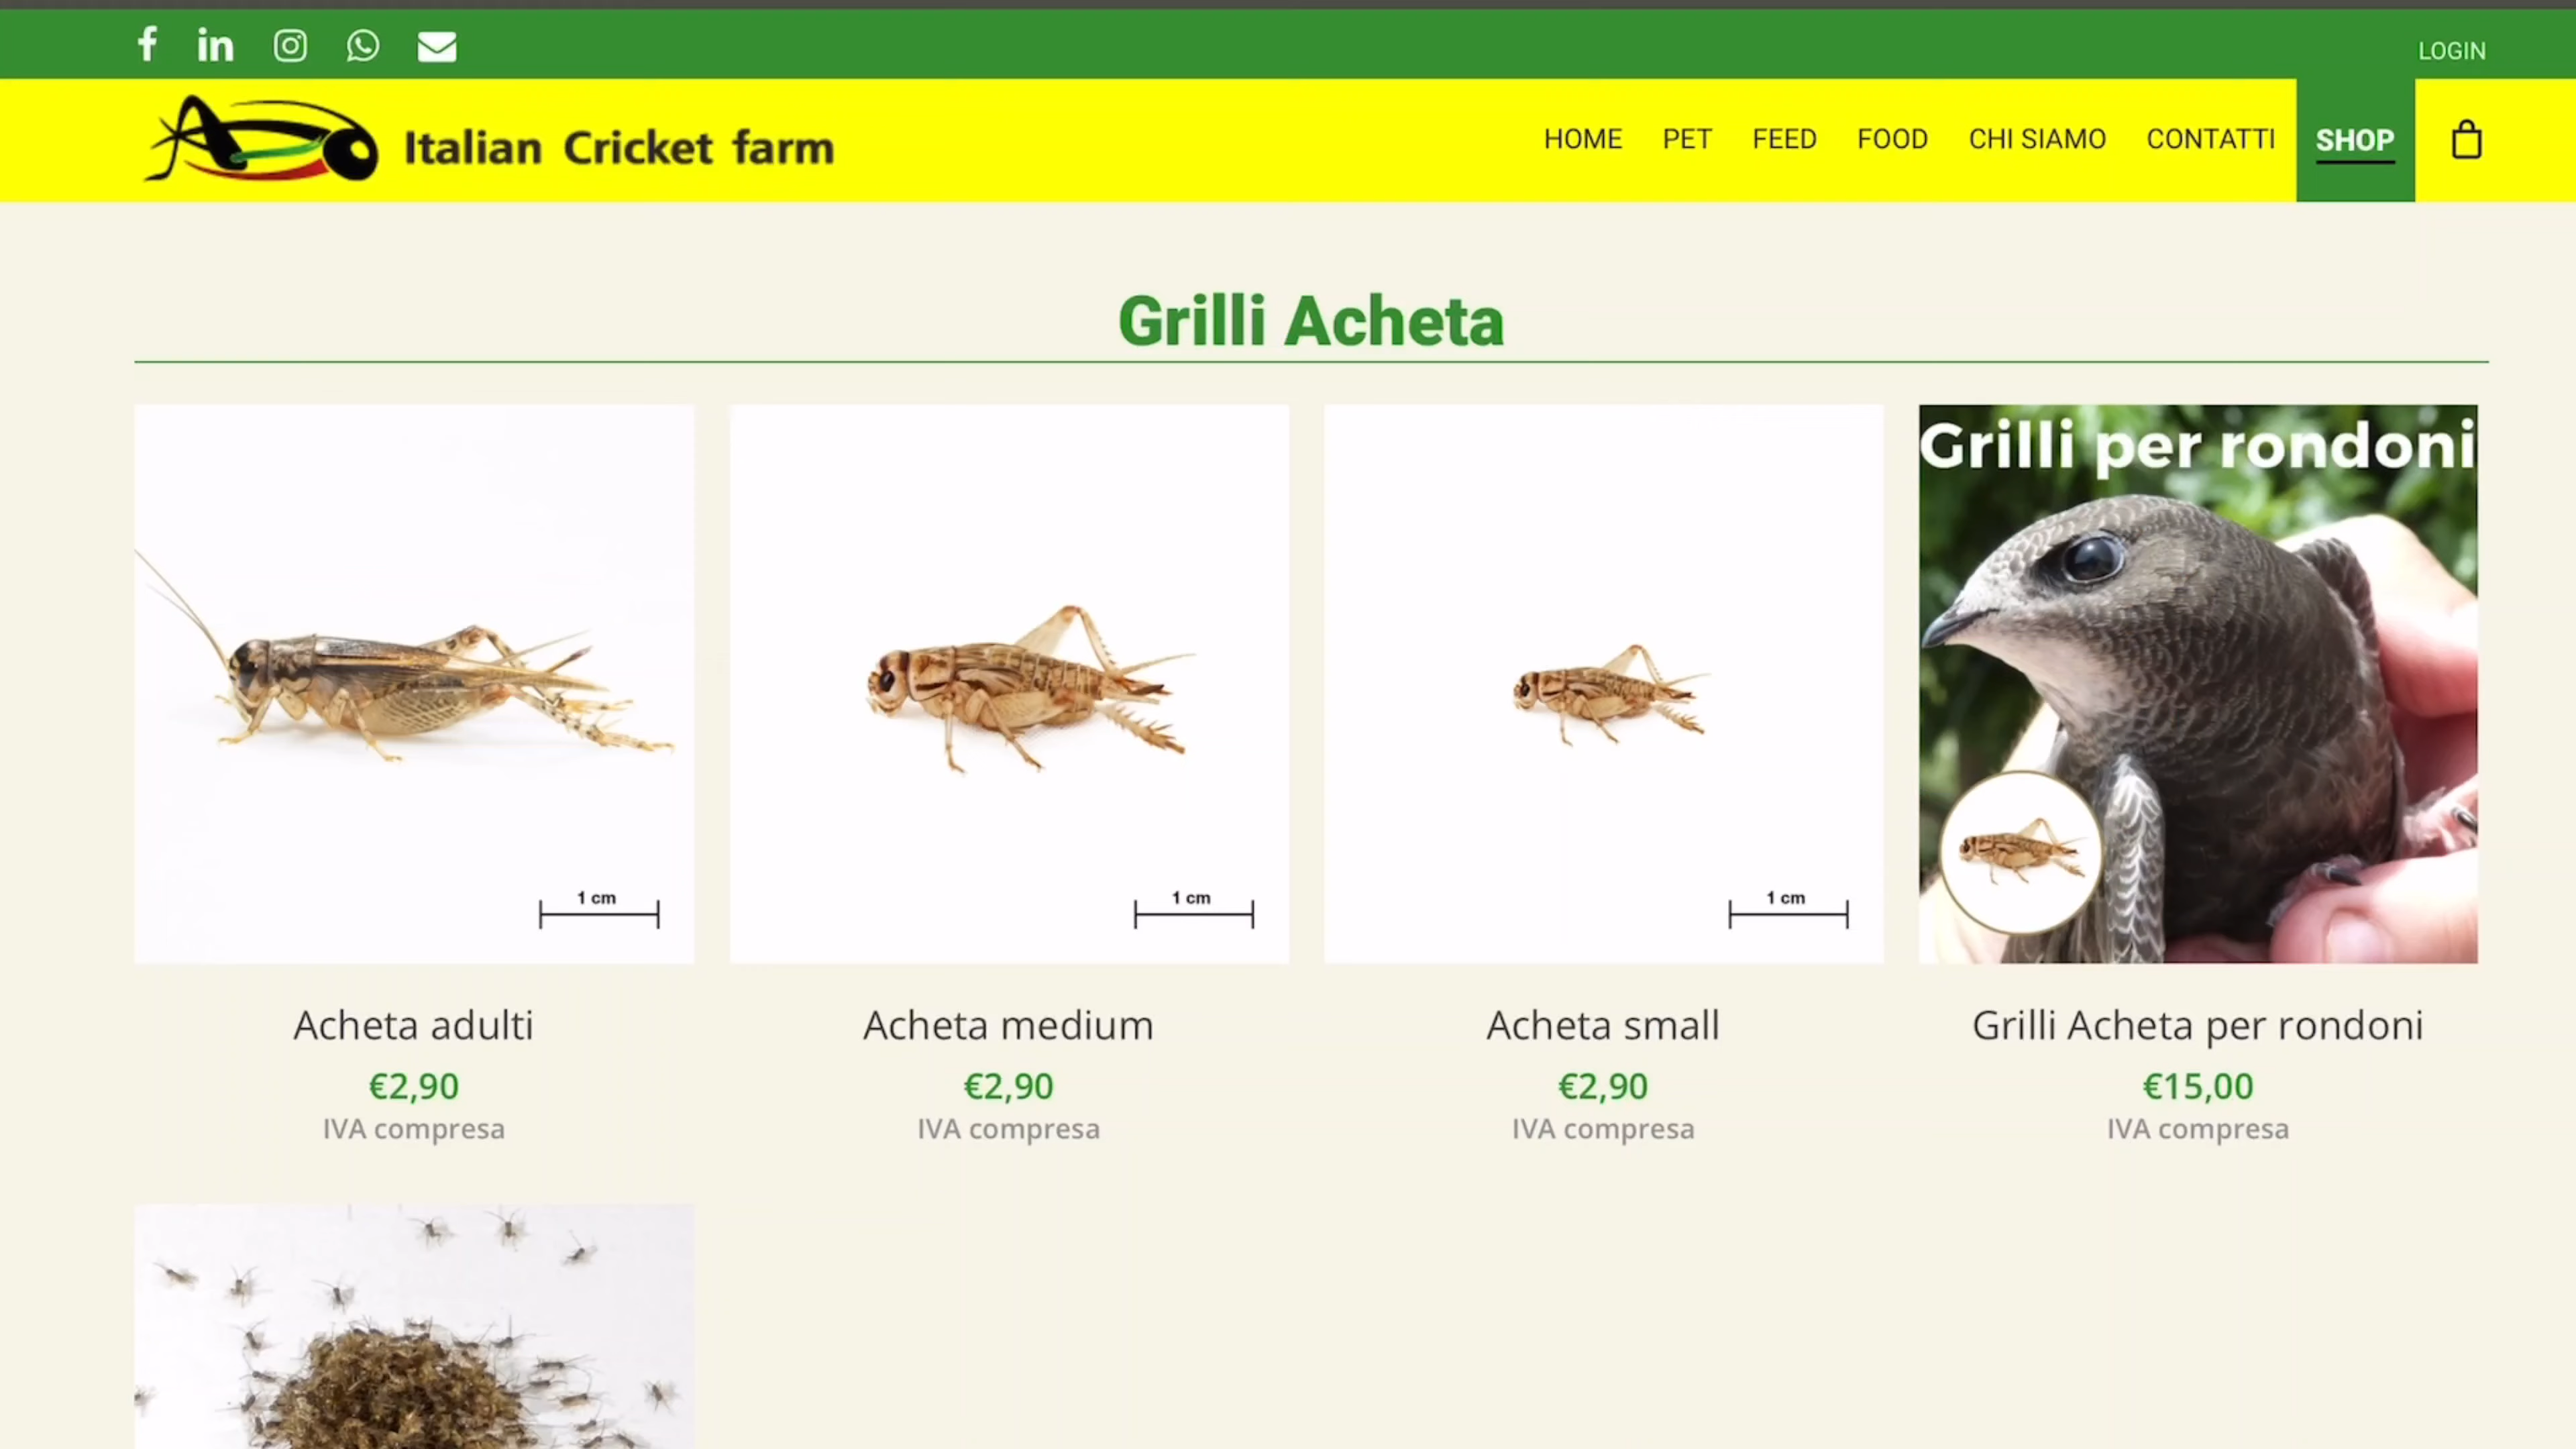 LOGIN
Italian Cricket farm
HOME PET FEED FOOD CHI SIAMO CONTATTI SHOP
Grilli Acheta
Grilli per rondoni
1 cm
1 cm
1 cm
Acheta adulti
€2,90
IVA compresa
Acheta medium
€2,90
IVA compresa
Acheta small
€2,90
IVA compresa
Grilli Acheta per rondoni
€15,00
IVA compresa